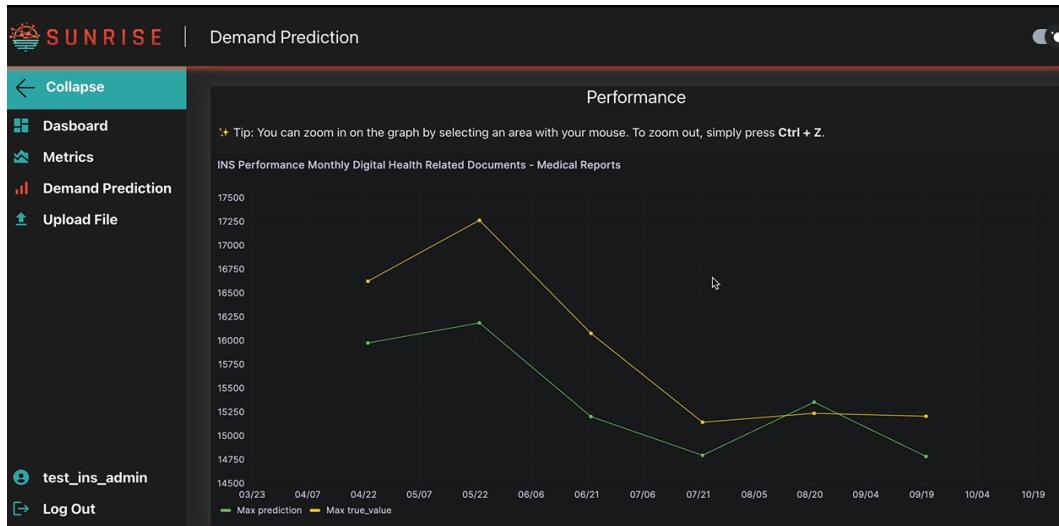 SUNRISE
Demand Prediction
Collapse
Dasboard
Metrics
Demand Prediction
Upload File
test_ins_admin
Log Out
Performance
✨ Tip: You can zoom in on the graph by selecting an area with your mouse. To zoom out, simply press Ctrl + Z.
INS Performance Monthly Digital Health Related Documents - Medical Reports
17500
17250
17000
16750
16500
16250
16000
15750
15500
15250
15000
14750
14500
03/23 04/07 04/22 05/07 05/22 06/06 06/21 07/06 07/21 08/05 08/20 09/04 09/19 10/04 10/19
Max prediction Max true_value